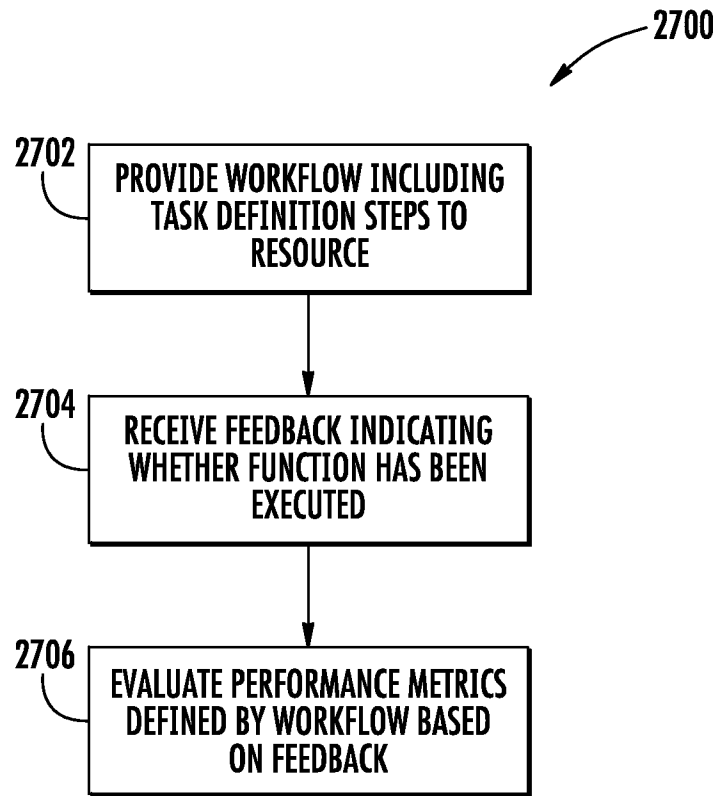 2700
2702
PROVIDE WORKFLOW INCLUDING
TASK DEFINITION STEPS TO
RESOURCE
2704
RECEIVE FEEDBACK INDICATING
WHETHER FUNCTION HAS BEEN
EXECUTED
2706
EVALUATE PERFORMANCE METRICS
DEFINED BY WORKFLOW BASED
ON FEEDBACK